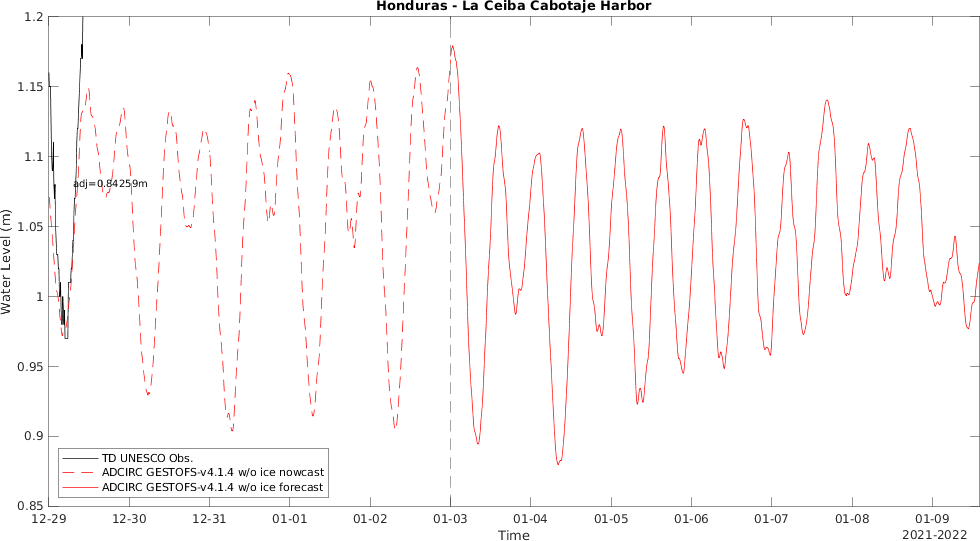 Honduras - La Ceiba Cabotaje Harbor
1.2
1.15
1.1
1.05
1
0.95
0.9
0.85
Water Level (m)
adj=0.84259m
TD UNESCO Obs.
ADCIRC GESTOFS-v4.1.4 w/o ice nowcast
ADCIRC GESTOFS-v4.1.4 w/o ice forecast
12-29 12-30 12-31 01-01 01-02 01-03 01-04 01-05 01-06 01-07 01-08 01-09
Time
2021-2022